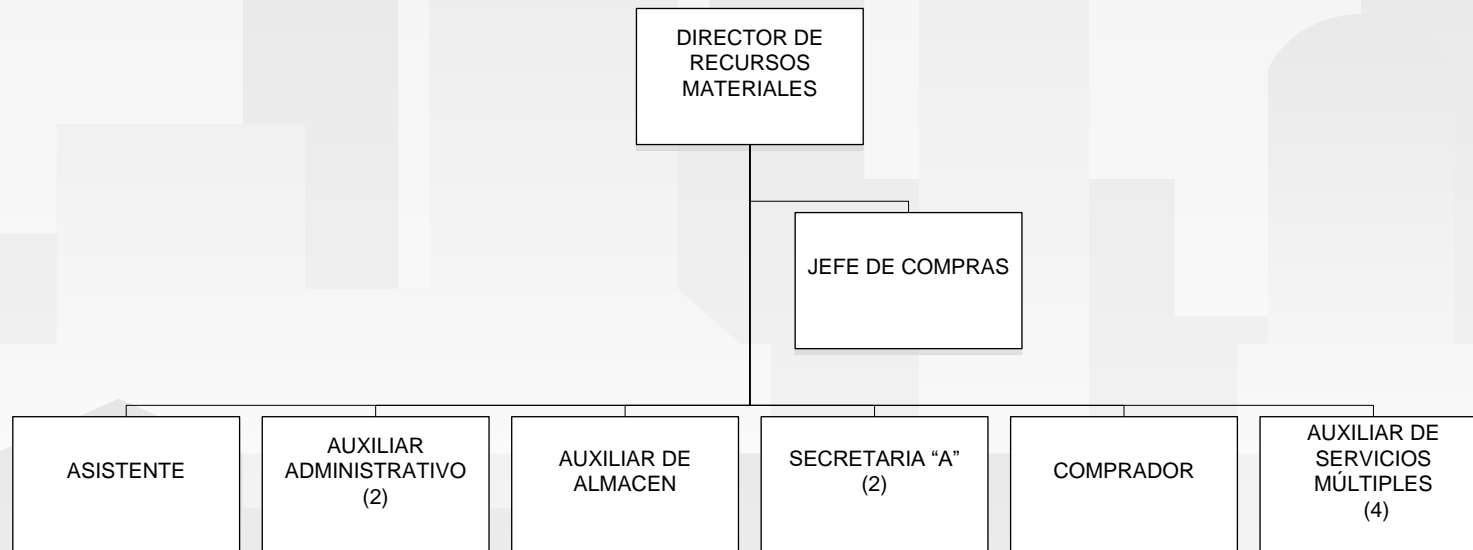 DIRECTOR DE
RECURSOS
MATERIALES
JEFE DE COMPRAS
ASISTENTE
AUXILIAR
ADMINISTRATIVO
(2)
AUXILIAR DE
ALMACEN
SECRETARIA “A”
(2)
COMPRADOR
AUXILIAR DE
SERVICIOS
MÚLTIPLES
(4)